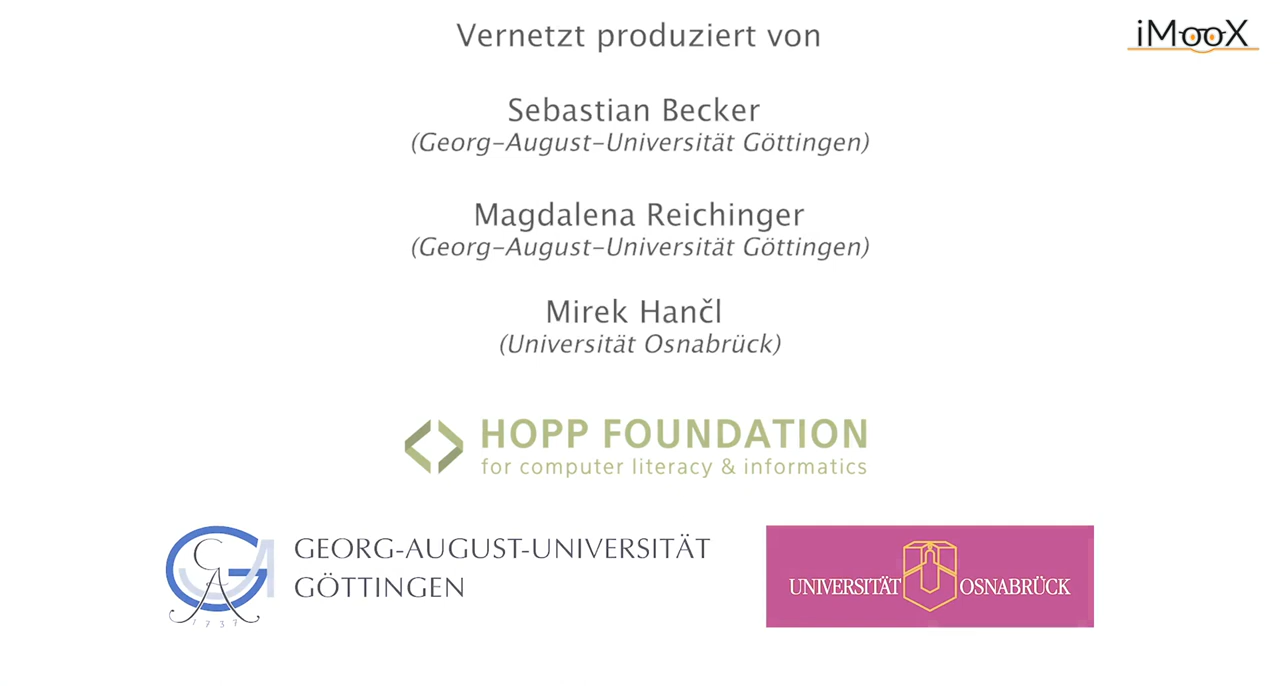 Vernetzt produziert von
iMooX
Sebastian Becker
(Georg-August-Universität Göttingen)
Magdalena Reichinger
(Georg-August-Universität Göttingen)
Mirek Hančl
(Universität Osnabrück)
HOPP FOUNDATION
for computer literacy & informatics
GEORG-AUGUST-UNIVERSITÄT
GÖTTINGEN
1737
UNIVERSITÄT OSNABRÜCK